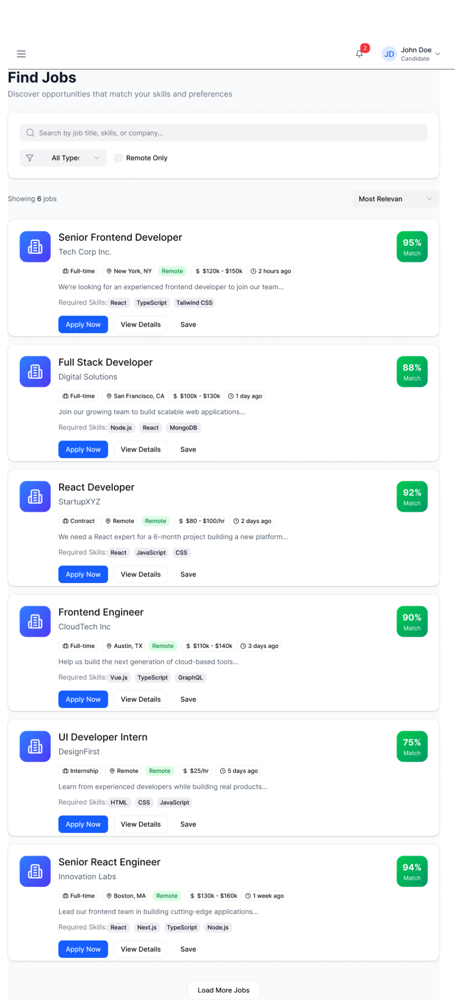 2
JD
John Doe
Candidate
Find Jobs
Discover opportunities that match your skills and preferences
Search by job title, skills, or company...
All Types
Remote Only
Showing 6 jobs
Most Relevan
Senior Frontend Developer
95%
Tech Corp Inc.
Match
Full-time New York, NY Remote $ $120k - $150k 2 hours ago
We're looking for an experienced frontend developer to join our team...
Required Skills: React TypeScript Tailwind CSS
Apply Now View Details Save
Full Stack Developer
88%
Digital Solutions
Match
Full-time San Francisco, CA $ $100k - $130k 1 day ago
Join our growing team to build scalable web applications...
Required Skills: Node.js React MongoDB
Apply Now View Details Save
React Developer
92%
StartupXYZ
Match
Contract Remote Remote $ $80 - $100/hr 2 days ago
We need a React expert for a 6-month project building a new platform...
Required Skills: React JavaScript CSS
Apply Now View Details Save
Frontend Engineer
90%
CloudTech Inc
Match
Full-time Austin, TX Remote $ $110k - $140k 3 days ago
Help us build the next generation of cloud-based tools...
Required Skills: Vue.js TypeScript GraphQL
Apply Now View Details Save
UI Developer Intern
75%
DesignFirst
Match
Internship Remote Remote $ $25/hr 5 days ago
Learn from experienced developers while building real products...
Required Skills: HTML CSS JavaScript
Apply Now View Details Save
Senior React Engineer
94%
Innovation Labs
Match
Full-time Boston, MA Remote $ $130k - $160k 1 week ago
Lead our frontend team in building cutting-edge applications...
Required Skills: React Next.js TypeScript Node.js
Apply Now View Details Save
Load More Jobs